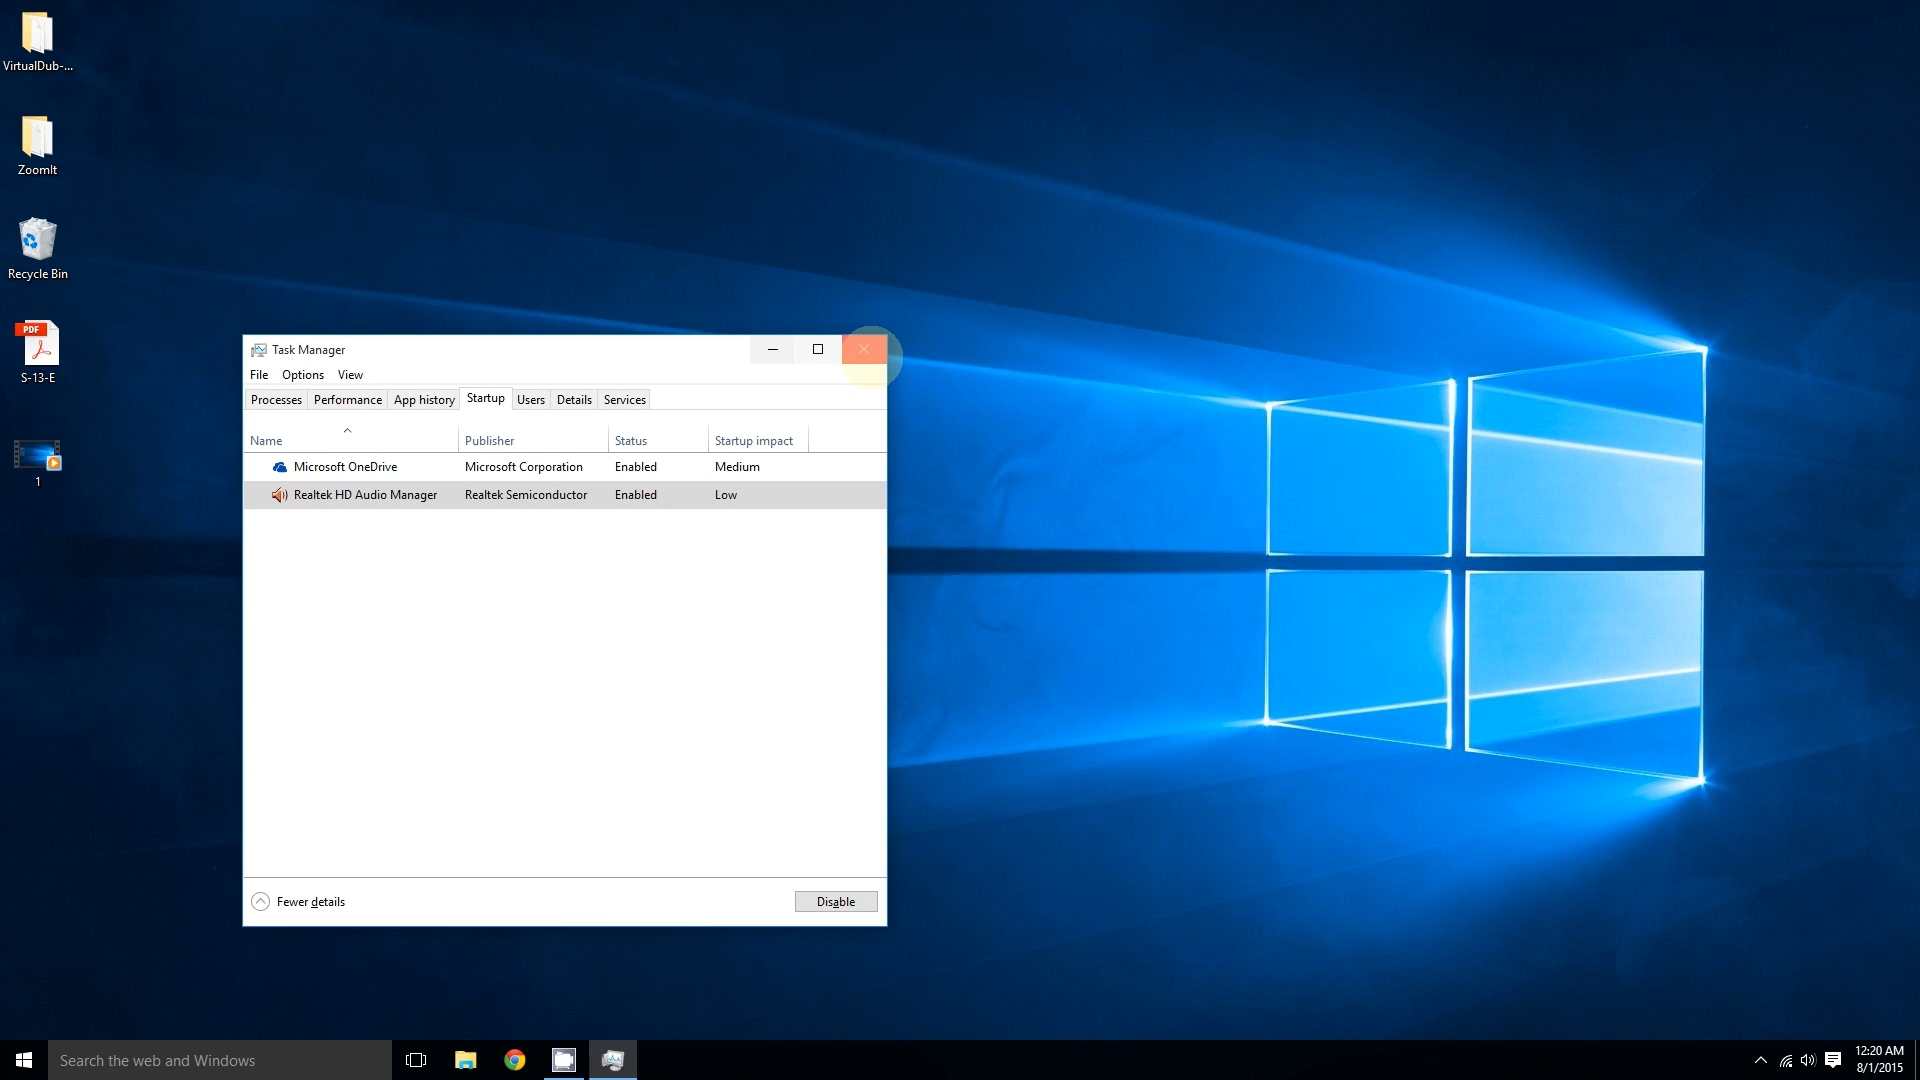 VirtualDub-...
ZoomIt
Recycle Bin
PDF
S-13-E
1
Task Manager
File Options View
Processes Performance App history Startup Users Details Services
Name Publisher Status Startup impact
Microsoft OneDrive Microsoft Corporation Enabled Medium
Realtek HD Audio Manager Realtek Semiconductor Enabled Low
Fewer details Disable
Search the web and Windows
12:20 AM
8/1/2015